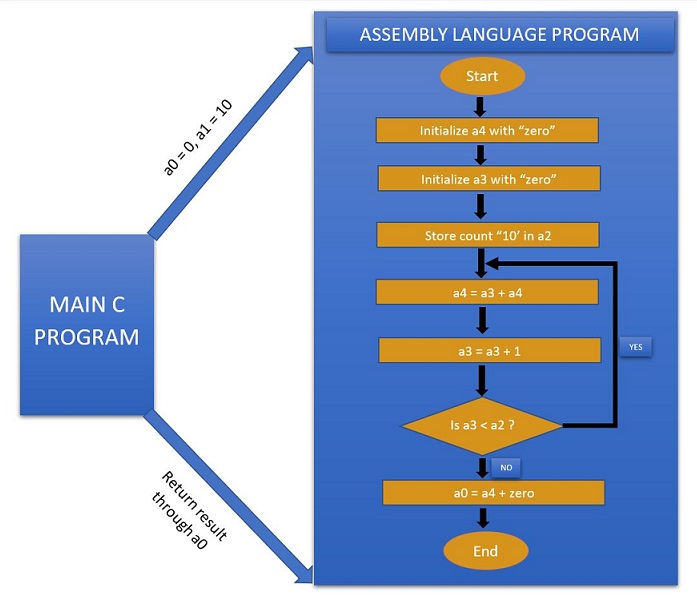 ASSEMBLY LANGUAGE PROGRAM
Start
Initialize a4 with “zero”
Initialize a3 with “zero”
Store count “10’ in a2
a4 = a3 + a4
a3 = a3 + 1
YES
Is a3 < a2 ?
NO
a0 = a4 + zero
End
a0 = 0, a1 = 10
MAIN C
PROGRAM
Return result
through a0